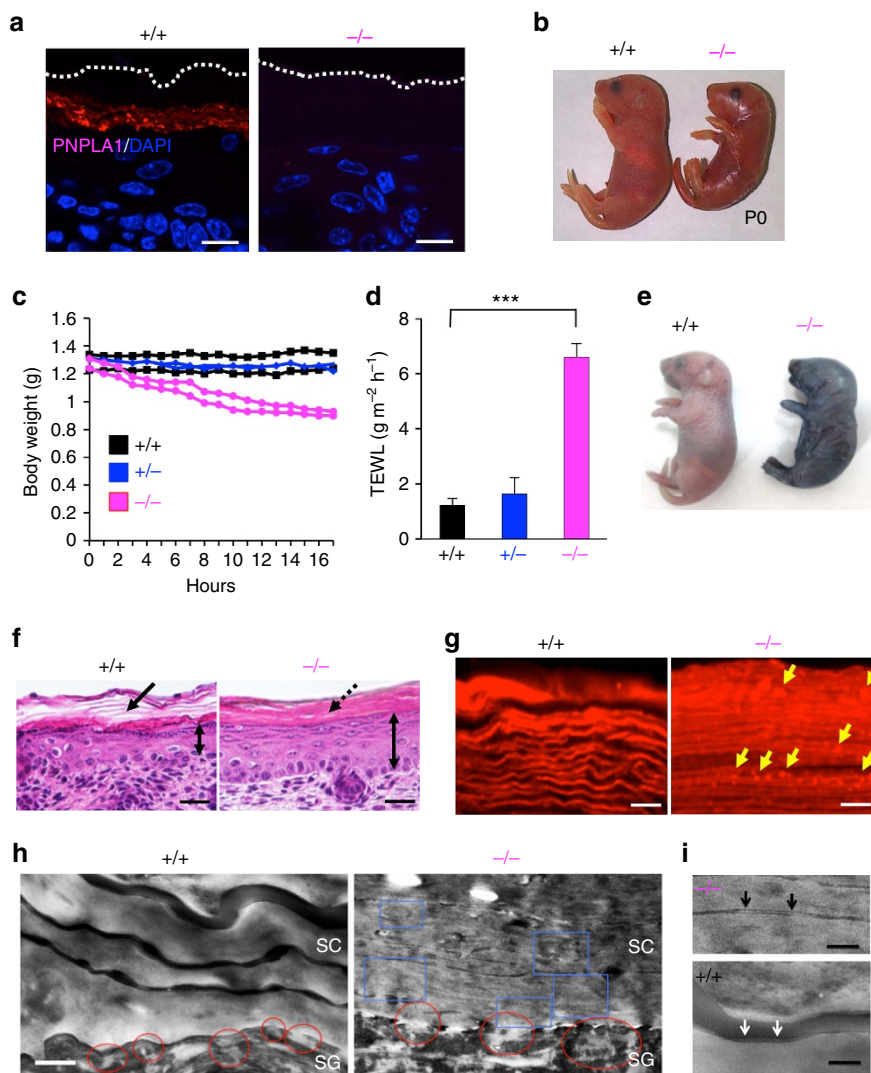 a
+/+
–/–
PNPLA1/DAPI
b
+/+
–/–
P0
c
Body weight (g)
1.6
1.4
1.2
1
0.8
0.6
0.4
0.2
0
+/+
+/–
–/–
0 2 4 6 8 10 12 14 16
Hours
d
***
TEWL (g m⁻² h⁻¹)
8
6
4
2
0
+/+ +/– –/–
e
+/+
–/–
f
+/+
–/–
g
+/+
–/–
h
+/+
–/–
SC
SG
SC
SG
i
–/–
+/+